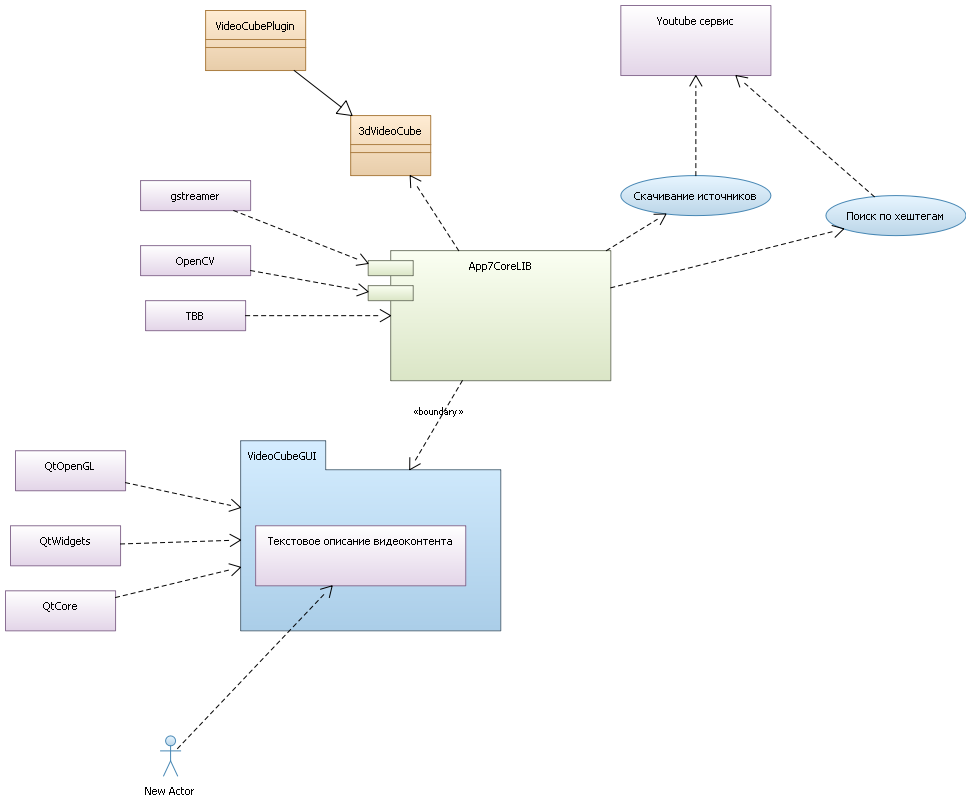 VideoCubePlugin
Youtube сервис
3dVideoCube
gstreamer
Скачивание источников
Поиск по хештегам
OpenCV
App7CoreLIB
TBB
«boundary»
VideoCubeGUI
QtOpenGL
QtWidgets
Текстовое описание видеоконтента
QtCore
New Actor